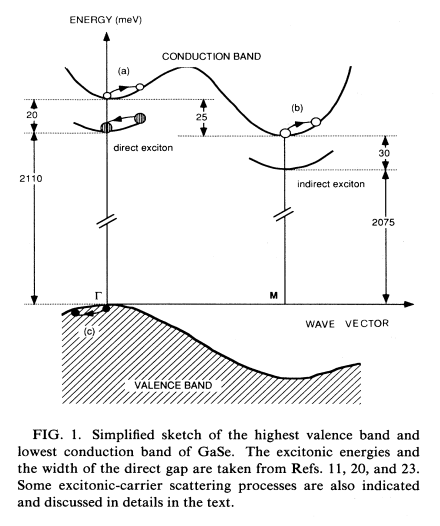 ENERGY (meV)
CONDUCTION BAND
(a)
(b)
20
25
direct exciton
30
indirect exciton
2110
2075
Γ
M
WAVE VECTOR
(c)
VALENCE BAND
FIG. 1. Simplified sketch of the highest valence band and
lowest conduction band of GaSe. The excitonic energies and
the width of the direct gap are taken from Refs. 11, 20, and 23.
Some excitonic-carrier scattering processes are also indicated
and discussed in details in the text.